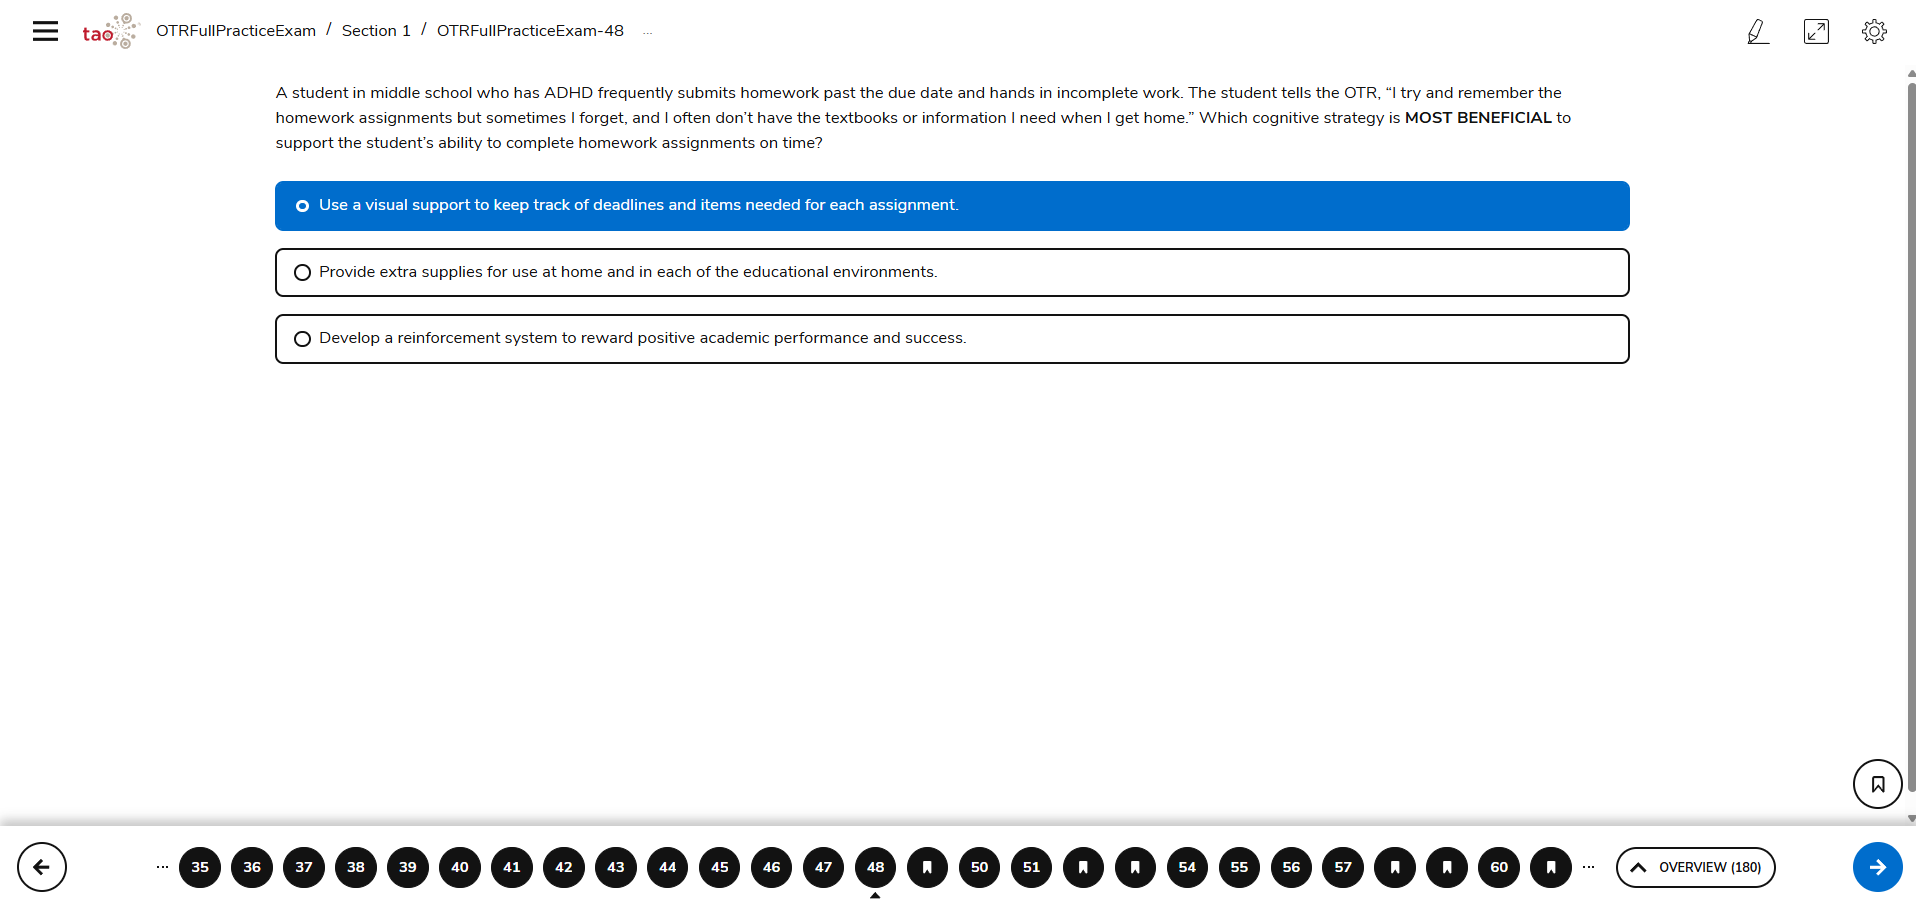 tao OTRFullPracticeExam / Section 1 / OTRFullPracticeExam-48 ...
A student in middle school who has ADHD frequently submits homework past the due date and hands in incomplete work. The student tells the OTR, “I try and remember the
homework assignments but sometimes I forget, and I often don’t have the textbooks or information I need when I get home.” Which cognitive strategy is MOST BENEFICIAL to
support the student’s ability to complete homework assignments on time?
Use a visual support to keep track of deadlines and items needed for each assignment.
Provide extra supplies for use at home and in each of the educational environments.
Develop a reinforcement system to reward positive academic performance and success.
... 35 36 37 38 39 40 41 42 43 44 45 46 47 48 50 51 54 55 56 57 60 ... OVERVIEW (180)